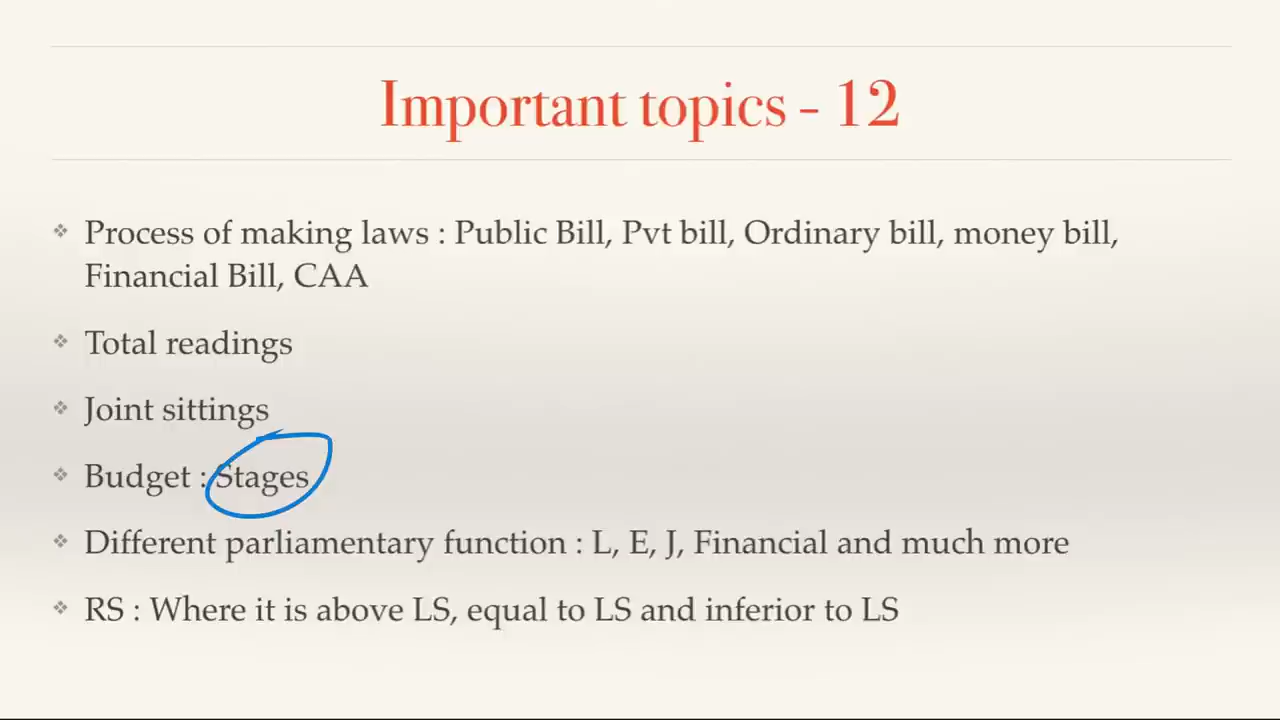 Important topics - 12
Process of making laws : Public Bill, Pvt bill, Ordinary bill, money bill,
Financial Bill, CAA
Total readings
Joint sittings
Budget : Stages
Different parliamentary function : L, E, J, Financial and much more
RS : Where it is above LS, equal to LS and inferior to LS